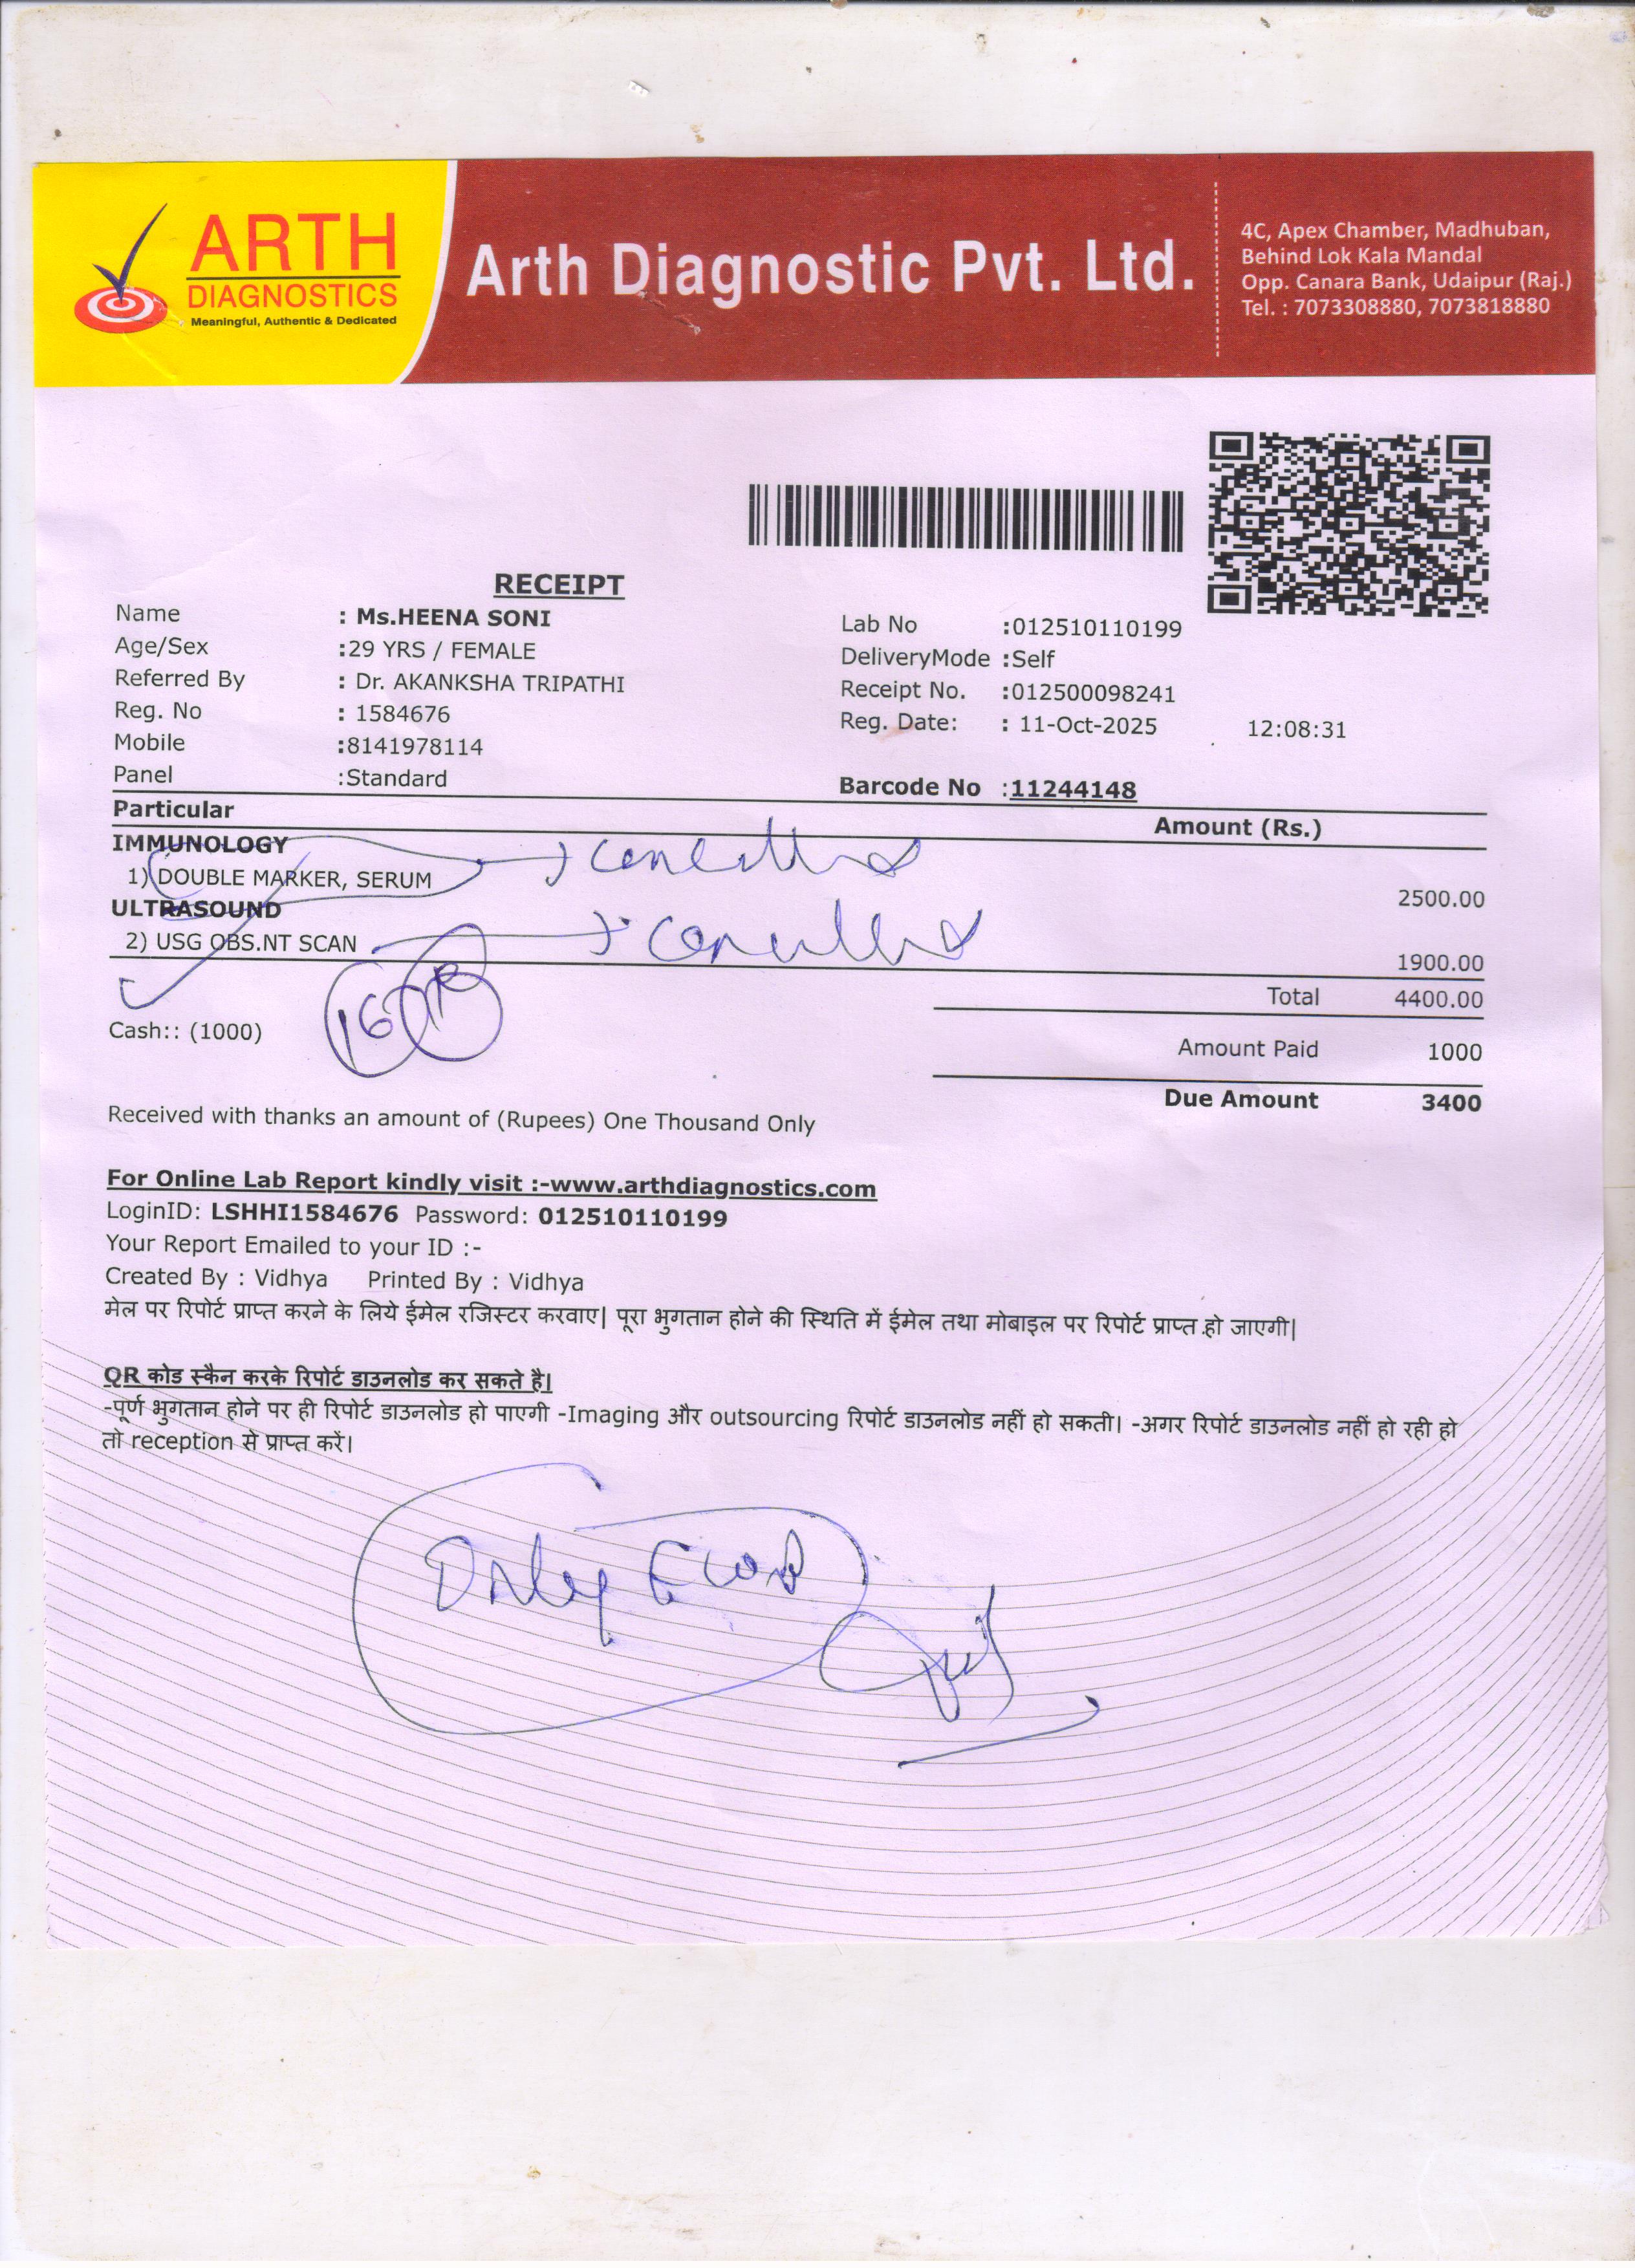 ARTH
DIAGNOSTICS
Meaningful, Authentic & Dedicated
Arth Diagnostic Pvt. Ltd.
4C, Apex Chamber, Madhuban,
Behind Lok Kala Mandal
Opp. Canara Bank, Udaipur (Raj.)
Tel. : 7073308880, 7073818880
RECEIPT
Name : Ms.HEENA SONI
Lab No :012510110199
Age/Sex :29 YRS / FEMALE
DeliveryMode :Self
Referred By : Dr. AKANKSHA TRIPATHI
Receipt No. :012500098241
Reg. No : 1584676
Reg. Date: : 11-Oct-2025 12:08:31
Mobile :8141978114
Panel :Standard
Barcode No :11244148
Particular Amount (Rs.)
IMMUNOLOGY
1) DOUBLE MARKER, SERUM 2500.00
ULTRASOUND
2) USG OBS.NT SCAN 1900.00
Total 4400.00
Cash:: (1000)
Amount Paid 1000
Due Amount 3400
Received with thanks an amount of (Rupees) One Thousand Only
For Online Lab Report kindly visit :-www.arthdiagnostics.com
LoginID: LSHHI1584676 Password: 012510110199
Your Report Emailed to your ID :-
Created By : Vidhya Printed By : Vidhya
मेल पर रिपोर्ट प्राप्त करने के लिये ईमेल रजिस्टर करवाए| पूरा भुगतान होने की स्थिति में ईमेल तथा मोबाइल पर रिपोर्ट प्राप्त हो जाएगी|
QR कोड स्कैन करके रिपोर्ट डाउनलोड कर सकते है।
-पूर्ण भुगतान होने पर ही रिपोर्ट डाउनलोड हो पाएगी -Imaging और outsourcing रिपोर्ट डाउनलोड नहीं हो सकती। -अगर रिपोर्ट डाउनलोड नहीं हो रही हो
तो reception से प्राप्त करें।
Only